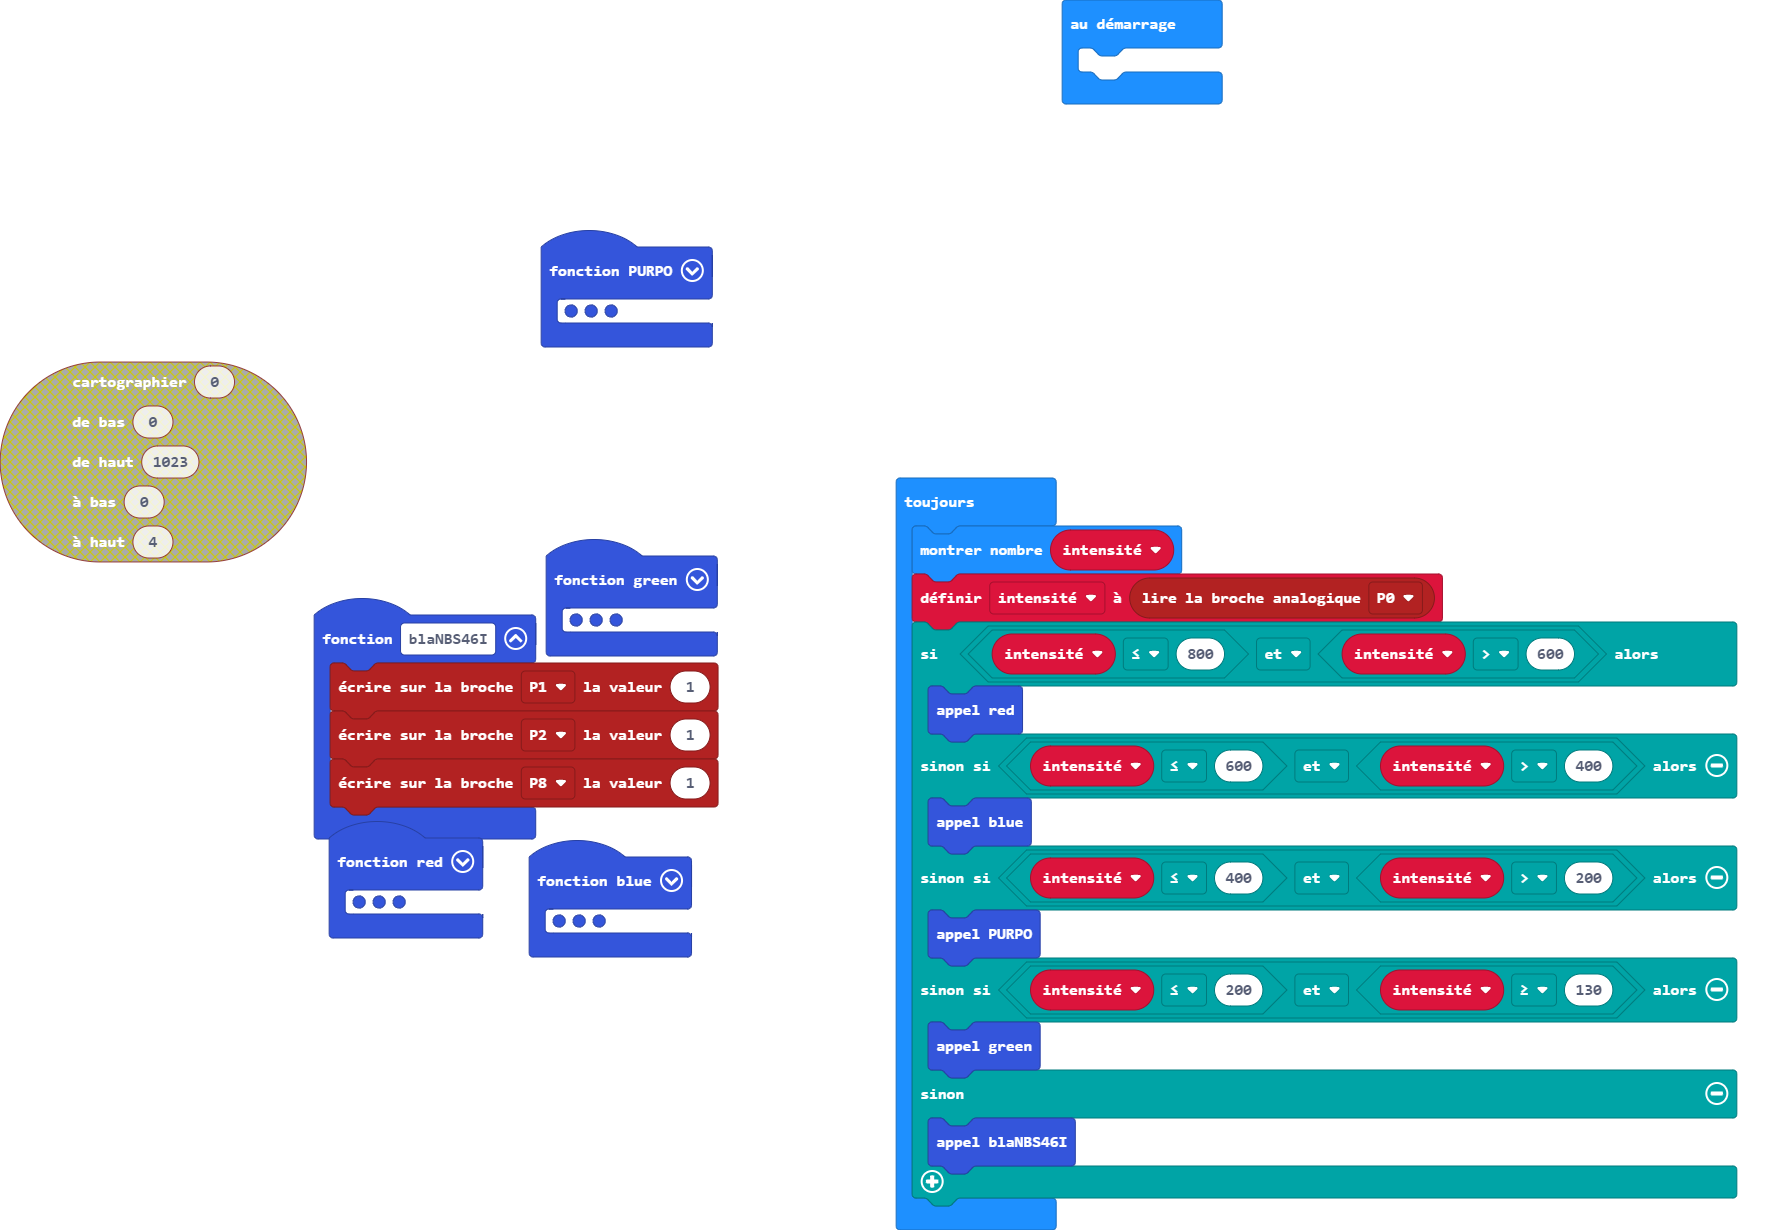 au démarrage
fonction PURPO
cartographier 0
de bas 0
de haut 1023
à bas 0
à haut 4
fonction green
fonction blaNBS46I
écrire sur la broche P1 la valeur 1
écrire sur la broche P2 la valeur 1
écrire sur la broche P8 la valeur 1
fonction red
fonction blue
toujours
montrer nombre intensité
définir intensité à lire la broche analogique P0
si intensité ≤ 800 et intensité > 600 alors
appel red
sinon si intensité ≤ 600 et intensité > 400 alors
appel blue
sinon si intensité ≤ 400 et intensité > 200 alors
appel PURPO
sinon si intensité ≤ 200 et intensité ≥ 130 alors
appel green
sinon
appel blaNBS46I